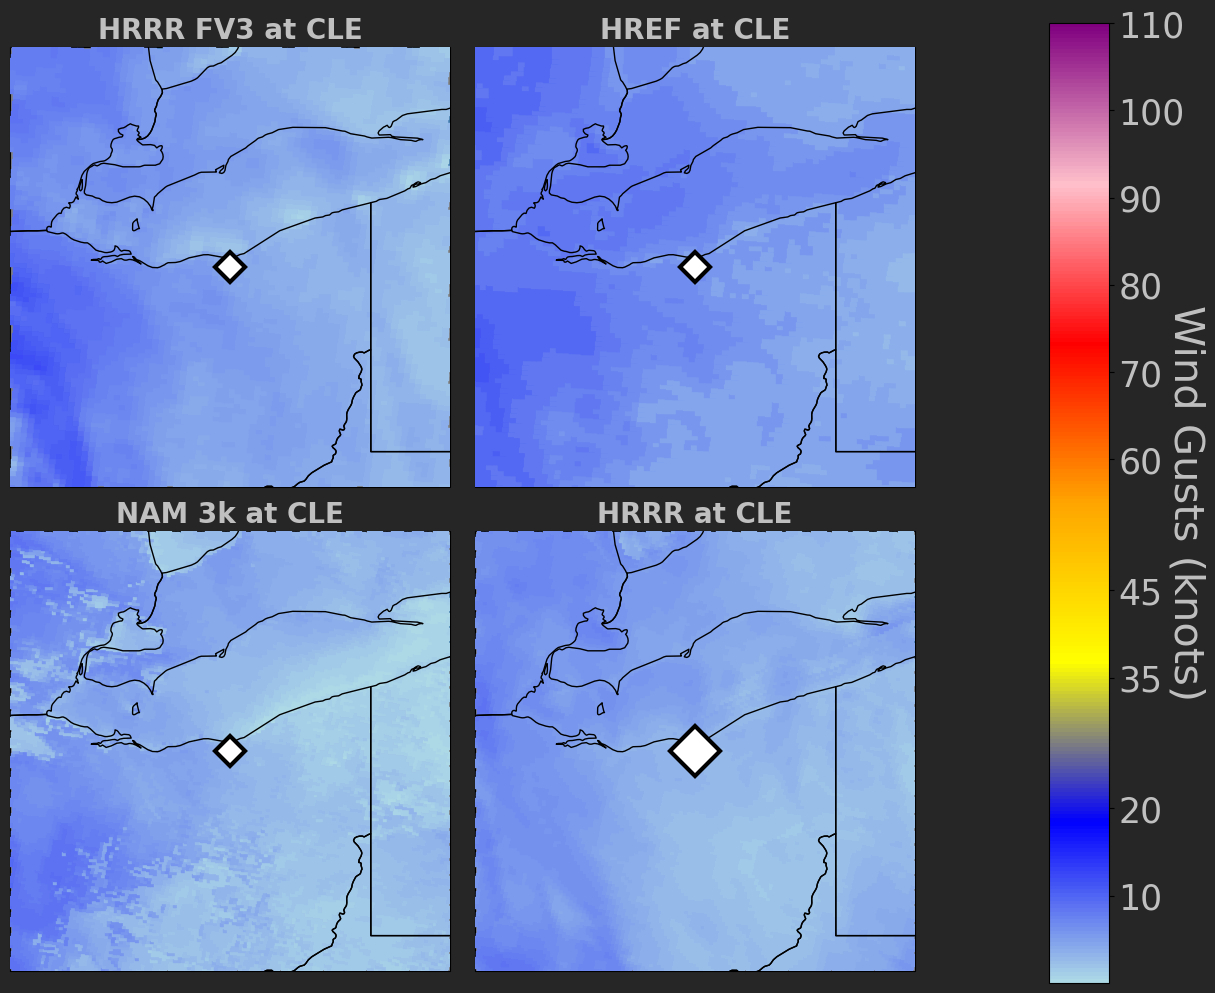 HRRR FV3 at CLE
HREF at CLE
NAM 3k at CLE
HRRR at CLE
110
100
90
80
70
60
45
35
20
10
Wind Gusts (knots)